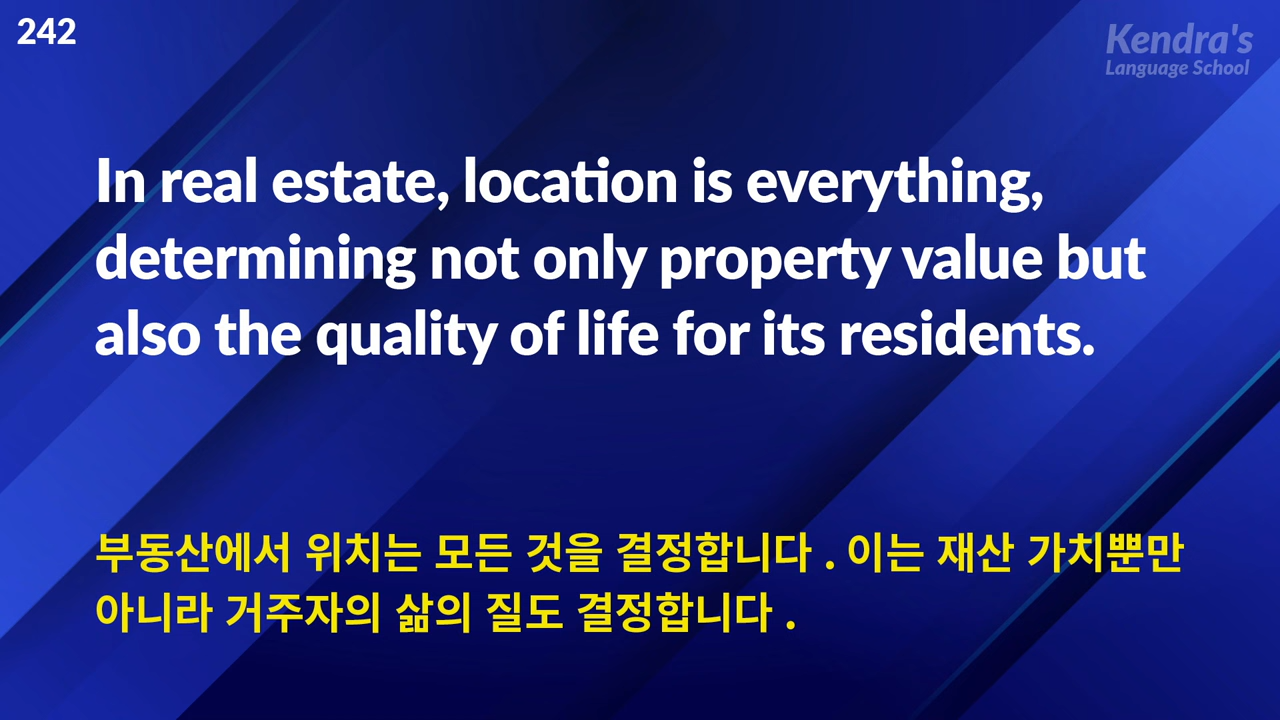 242
Kendra's
Language School
In real estate, location is everything,
determining not only property value but
also the quality of life for its residents.
부동산에서 위치는 모든 것을 결정합니다 . 이는 재산 가치뿐만
아니라 거주자의 삶의 질도 결정합니다 .